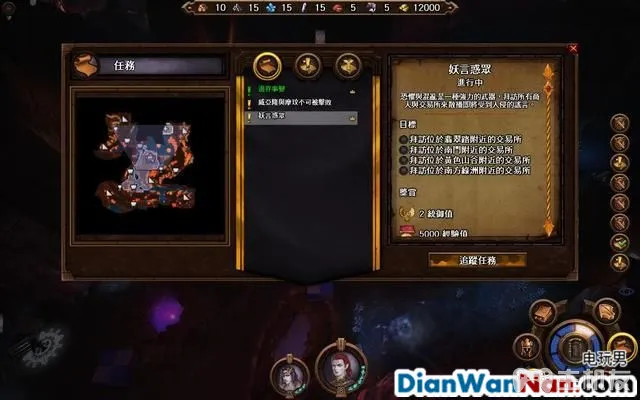 10 15 15 15 5 5 12000
任務
道莽事變
威亞隆與摩玟不可被擊敗
妖言惑眾
妖言惑眾
進行中
恐懼與混亂是一種強力的武器。拜訪所有商
人與交易所來散播即將受到入侵的謠言。
目標
拜訪位於翡翠路附近的交易所
拜訪位於南門附近的交易所
拜訪位於黃色山谷附近的交易所
拜訪位於南方綠洲附近的交易所
獎賞
2 統御值
5000 經驗值
追蹤任務
电玩男
DianWanNan.com